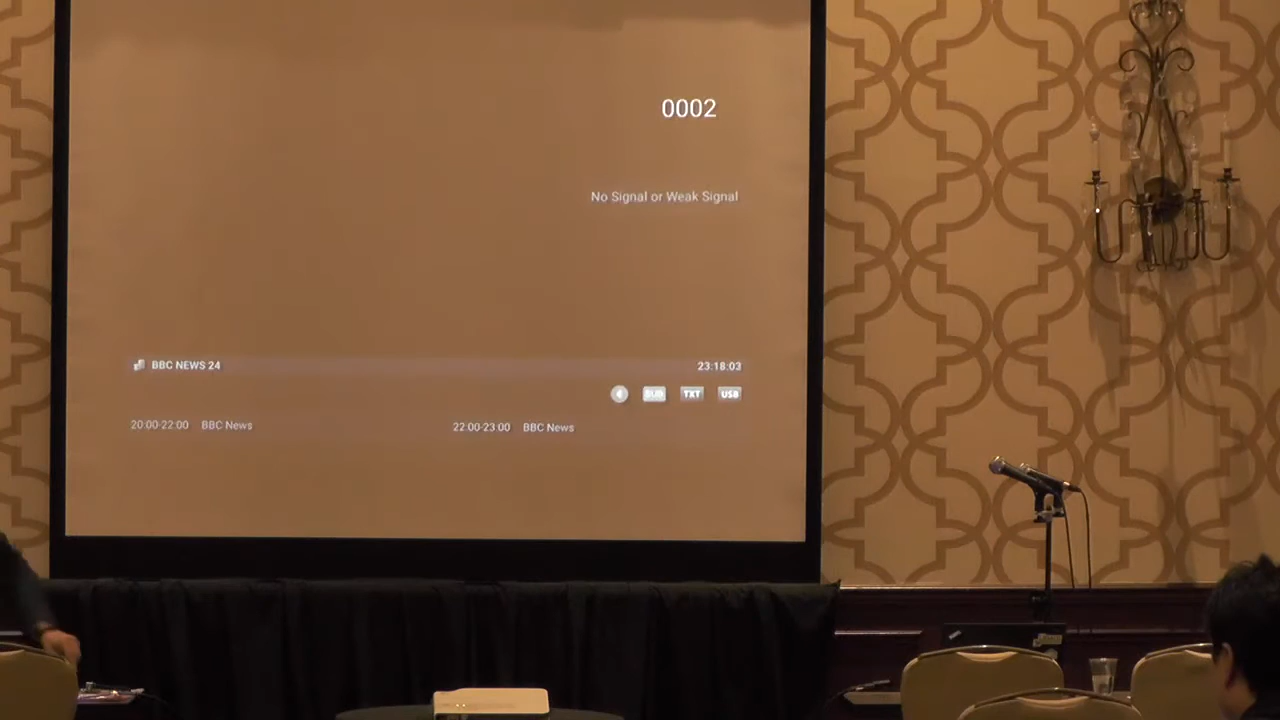 0002
No Signal or Weak Signal
BBC NEWS 24 23:18:03
SUB TXT USB
20:00-22:00 BBC News 22:00-23:00 BBC News